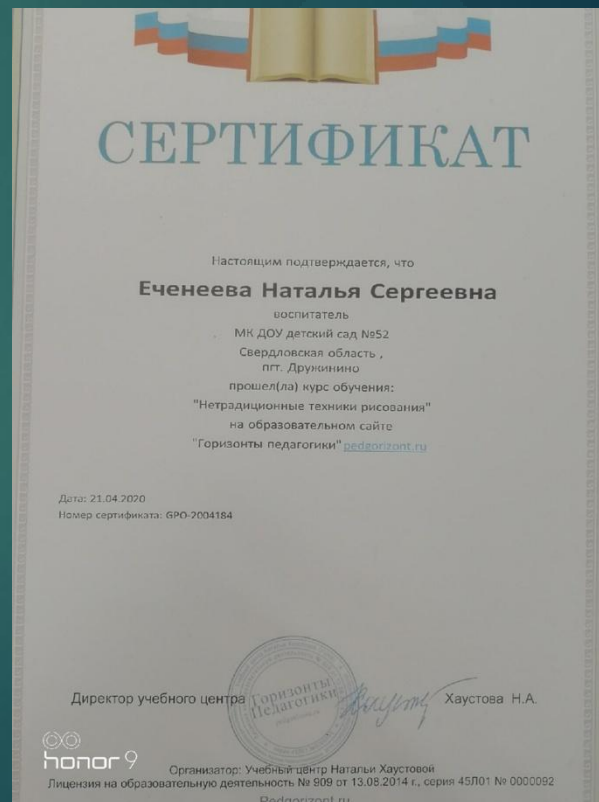 СЕРТИФИКАТ
Настоящим подтверждается, что
Еченеева Наталья Сергеевна
воспитатель
МК ДОУ детский сад №52
Свердловская область ,
пгт. Дружинино
прошел(ла) курс обучения:
"Нетрадиционные техники рисования"
на образовательном сайте
"Горизонты педагогики" pedgorizont.ru
Дата: 21.04.2020
Номер сертификата: GPO-2004184
Горизонты
Педагогики
Директор учебного центра
Хаустова Н.А.
honor 9
Организатор: Учебный центр Натальи Хаустовой
Лицензия на образовательную деятельность № 909 от 13.08.2014 г., серия 45Л01 № 0000092
Pedgorizont.ru